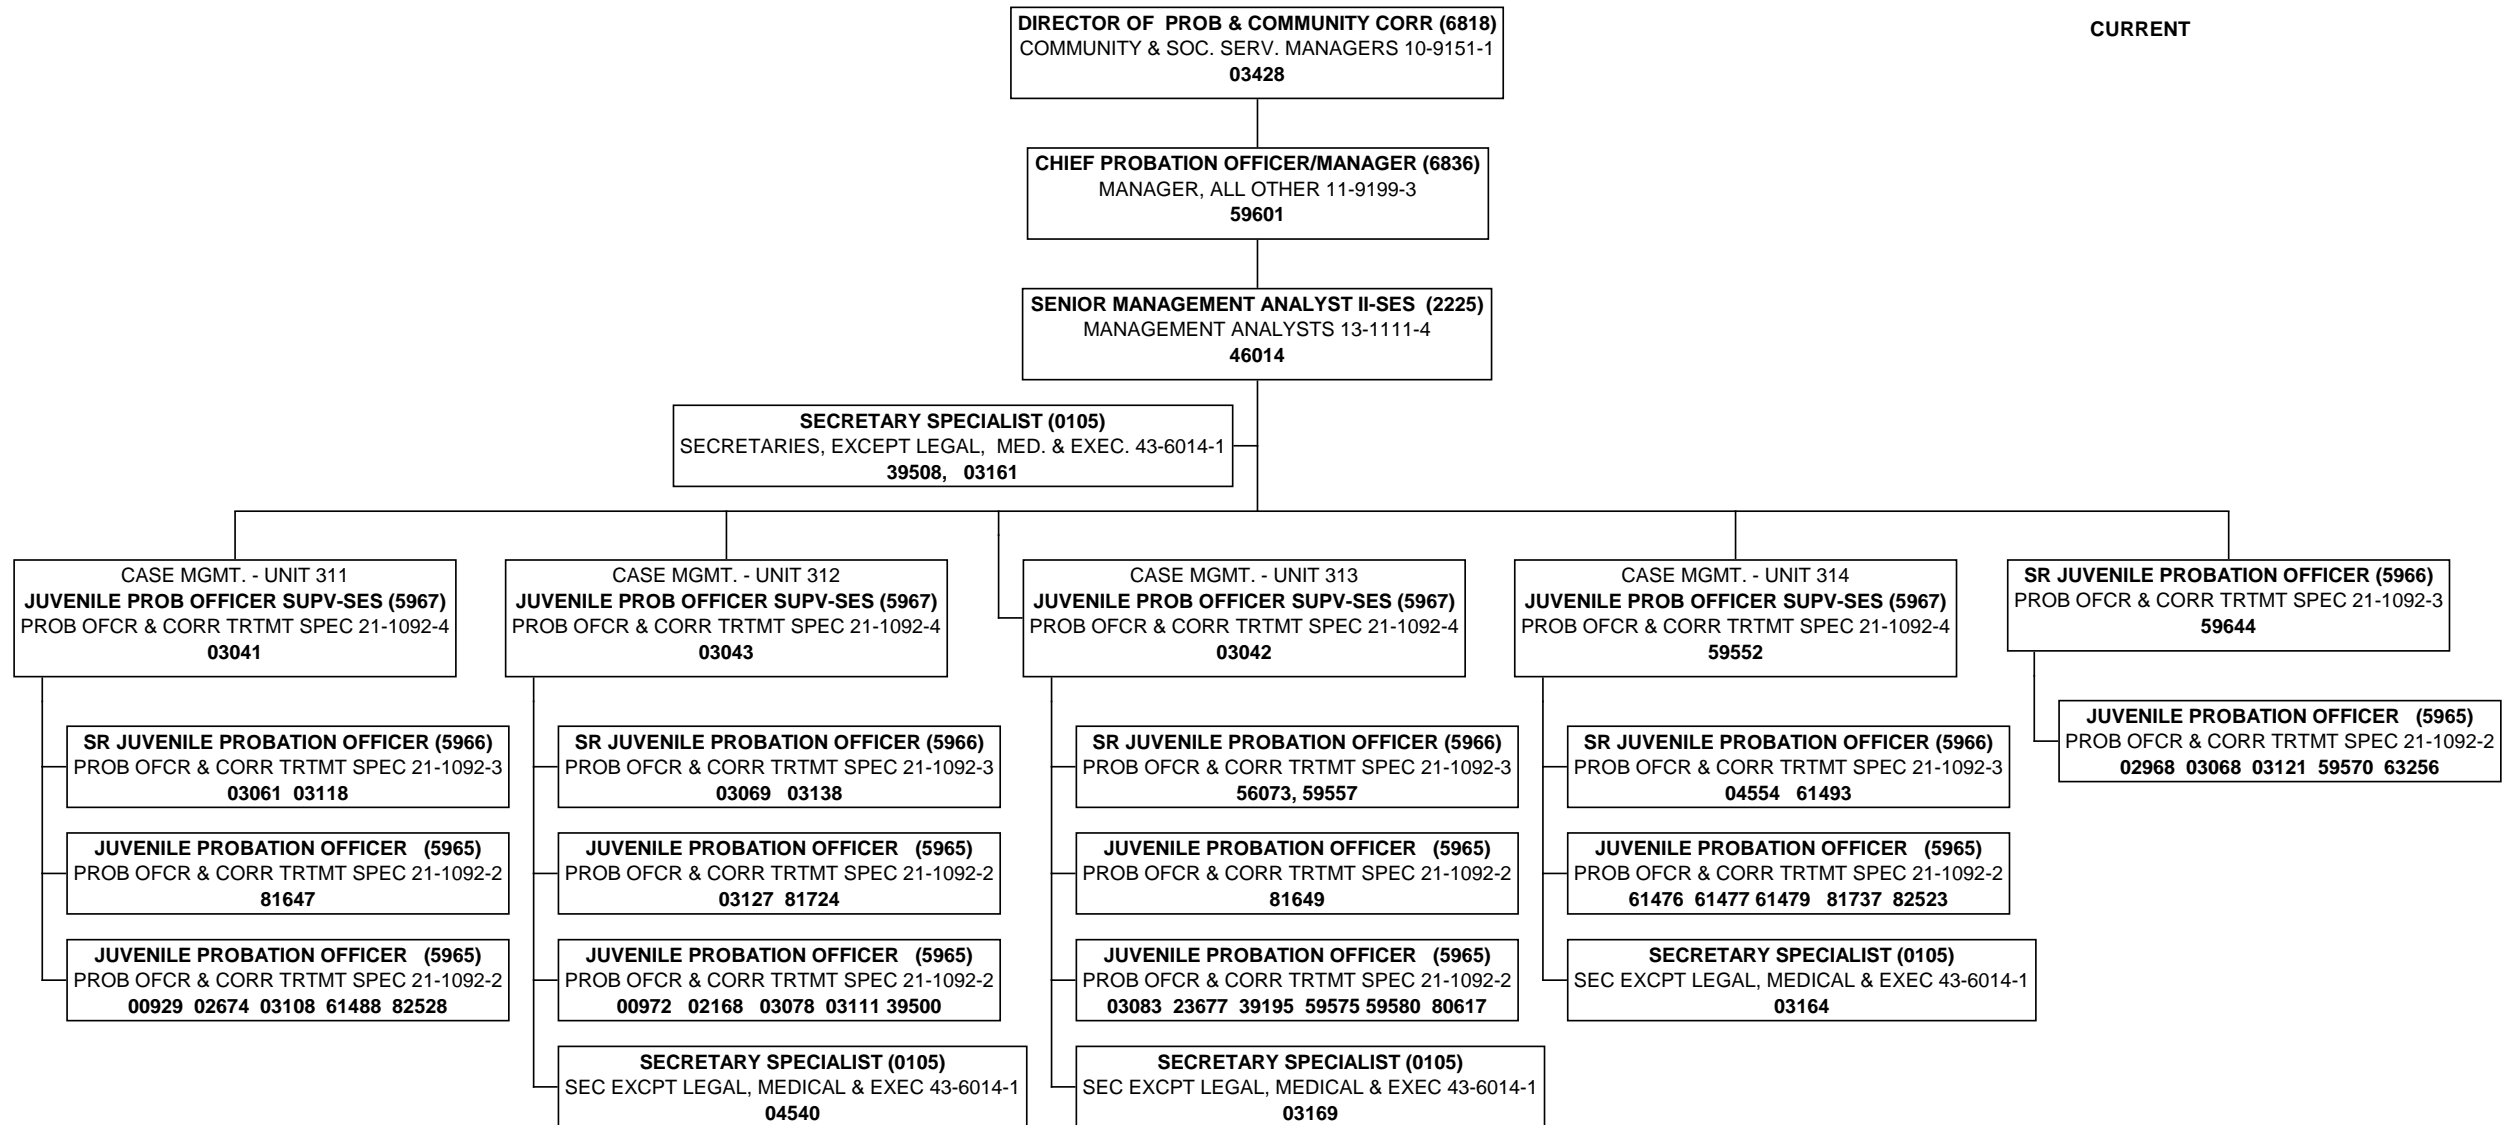 DIRECTOR OF PROB & COMMUNITY CORR (6818)
COMMUNITY & SOC. SERV. MANAGERS 10-9151-1
03428
CURRENT
CHIEF PROBATION OFFICER/MANAGER (6836)
MANAGER, ALL OTHER 11-9199-3
59601
SENIOR MANAGEMENT ANALYST II-SES (2225)
MANAGEMENT ANALYSTS 13-1111-4
46014
SECRETARY SPECIALIST (0105)
SECRETARIES, EXCEPT LEGAL, MED. & EXEC. 43-6014-1
39508, 03161
CASE MGMT. - UNIT 311
JUVENILE PROB OFFICER SUPV-SES (5967)
PROB OFCR & CORR TRTMT SPEC 21-1092-4
03041
SR JUVENILE PROBATION OFFICER (5966)
PROB OFCR & CORR TRTMT SPEC 21-1092-3
03061 03118
JUVENILE PROBATION OFFICER (5965)
PROB OFCR & CORR TRTMT SPEC 21-1092-2
81647
JUVENILE PROBATION OFFICER (5965)
PROB OFCR & CORR TRTMT SPEC 21-1092-2
00929 02674 03108 61488 82528
CASE MGMT. - UNIT 312
JUVENILE PROB OFFICER SUPV-SES (5967)
PROB OFCR & CORR TRTMT SPEC 21-1092-4
03043
SR JUVENILE PROBATION OFFICER (5966)
PROB OFCR & CORR TRTMT SPEC 21-1092-3
03069 03138
JUVENILE PROBATION OFFICER (5965)
PROB OFCR & CORR TRTMT SPEC 21-1092-2
03127 81724
JUVENILE PROBATION OFFICER (5965)
PROB OFCR & CORR TRTMT SPEC 21-1092-2
00972 02168 03078 03111 39500
SECRETARY SPECIALIST (0105)
SEC EXCPT LEGAL, MEDICAL & EXEC 43-6014-1
04540
CASE MGMT. - UNIT 313
JUVENILE PROB OFFICER SUPV-SES (5967)
PROB OFCR & CORR TRTMT SPEC 21-1092-4
03042
SR JUVENILE PROBATION OFFICER (5966)
PROB OFCR & CORR TRTMT SPEC 21-1092-3
56073, 59557
JUVENILE PROBATION OFFICER (5965)
PROB OFCR & CORR TRTMT SPEC 21-1092-2
81649
JUVENILE PROBATION OFFICER (5965)
PROB OFCR & CORR TRTMT SPEC 21-1092-2
03083 23677 39195 59575 59580 80617
SECRETARY SPECIALIST (0105)
SEC EXCPT LEGAL, MEDICAL & EXEC 43-6014-1
03169
CASE MGMT. - UNIT 314
JUVENILE PROB OFFICER SUPV-SES (5967)
PROB OFCR & CORR TRTMT SPEC 21-1092-4
59552
SR JUVENILE PROBATION OFFICER (5966)
PROB OFCR & CORR TRTMT SPEC 21-1092-3
04554 61493
JUVENILE PROBATION OFFICER (5965)
PROB OFCR & CORR TRTMT SPEC 21-1092-2
61476 61477 61479 81737 82523
SECRETARY SPECIALIST (0105)
SEC EXCPT LEGAL, MEDICAL & EXEC 43-6014-1
03164
SR JUVENILE PROBATION OFFICER (5966)
PROB OFCR & CORR TRTMT SPEC 21-1092-3
59644
JUVENILE PROBATION OFFICER (5965)
PROB OFCR & CORR TRTMT SPEC 21-1092-2
02968 03068 03121 59570 63256